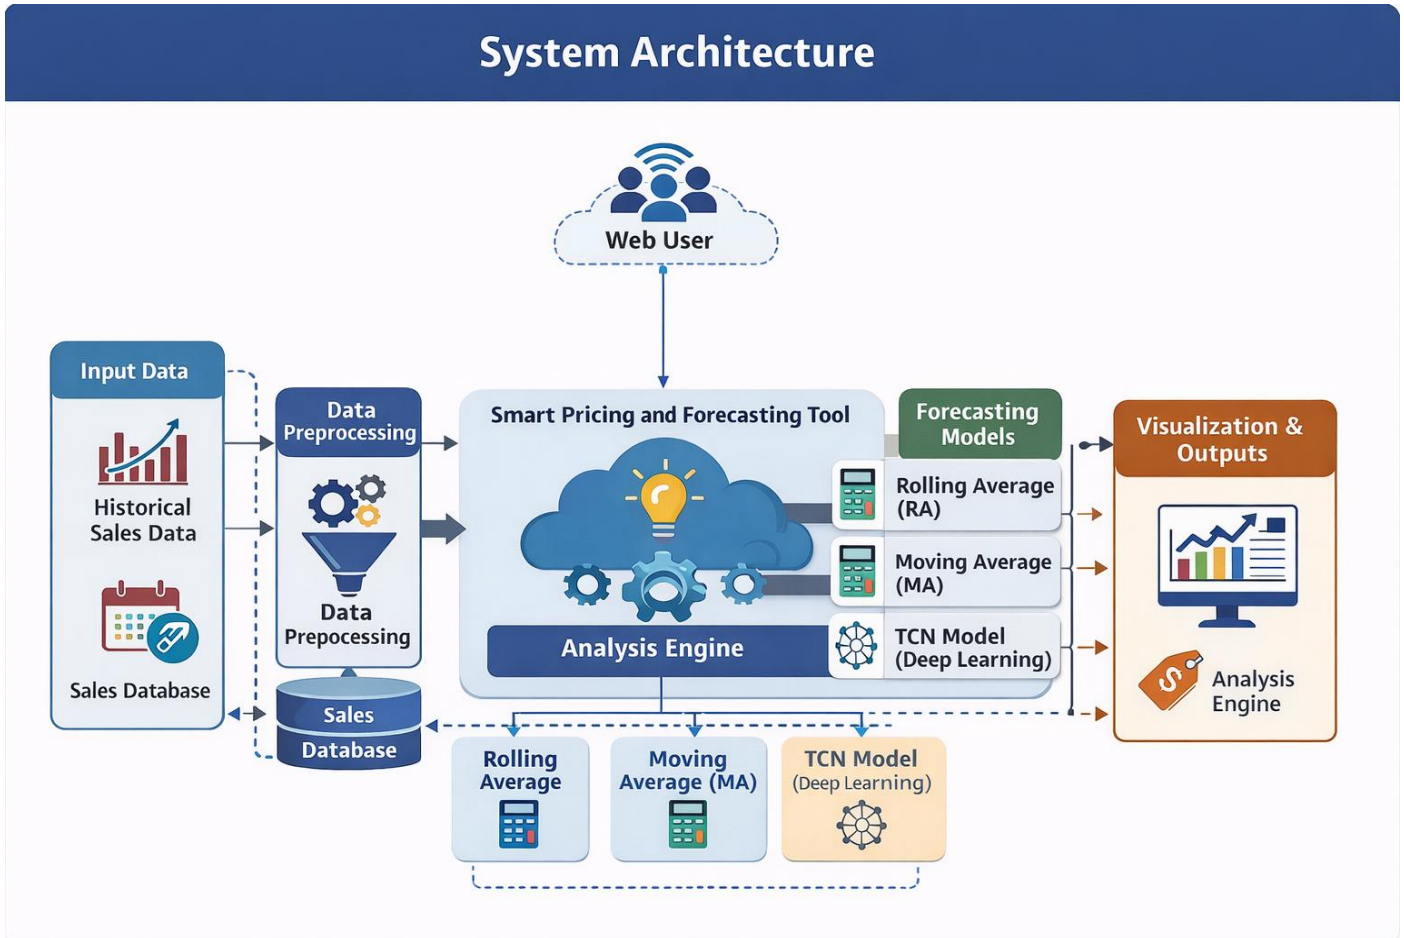 System Architecture
Web User
Input Data
Historical
Sales Data
Sales Database
Data
Preprocessing
Data
Prepocessing
Sales
Database
Smart Pricing and Forecasting Tool
Analysis Engine
Forecasting
Models
Rolling Average
(RA)
Moving Average
(MA)
TCN Model
(Deep Learning)
Visualization &
Outputs
Analysis
Engine
Rolling
Average
Moving
Average (MA)
TCN Model
(Deep Learning)